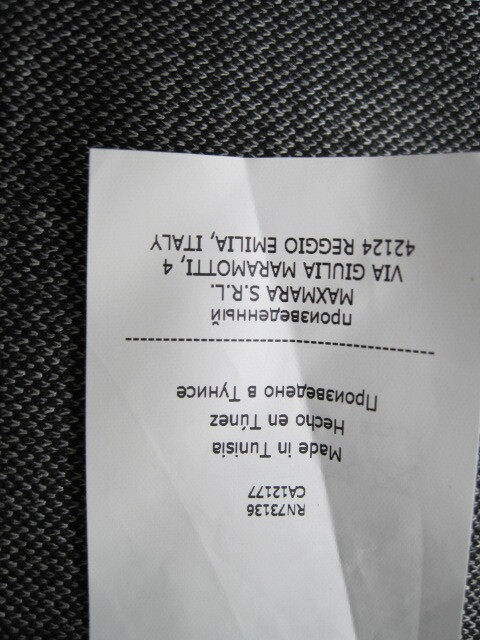 RN73136
CA12177
Made in Tunisia
Hecho en Túnez
Произведено в Тунисе
произведенный
MAXMARA S.R.L.
VIA GIULIA MARAMOTTI, 4
42124 REGGIO EMILIA, ITALY